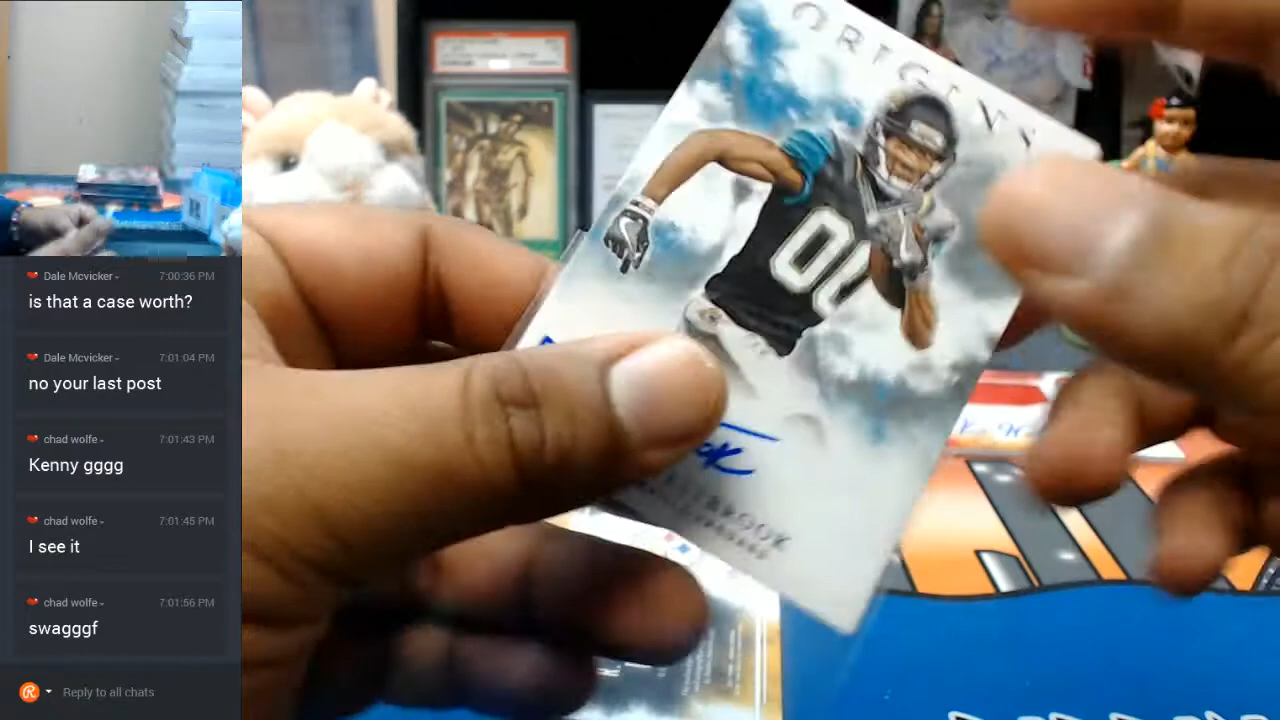 Dale Mcvicker
7:00:36 PM
is that a case worth?
Dale Mcvicker
7:01:04 PM
no your last post
chad wolfe
7:01:43 PM
Kenny gggg
chad wolfe
7:01:45 PM
I see it
chad wolfe
7:01:56 PM
swagggf
Reply to all chats
ORIGINS
00